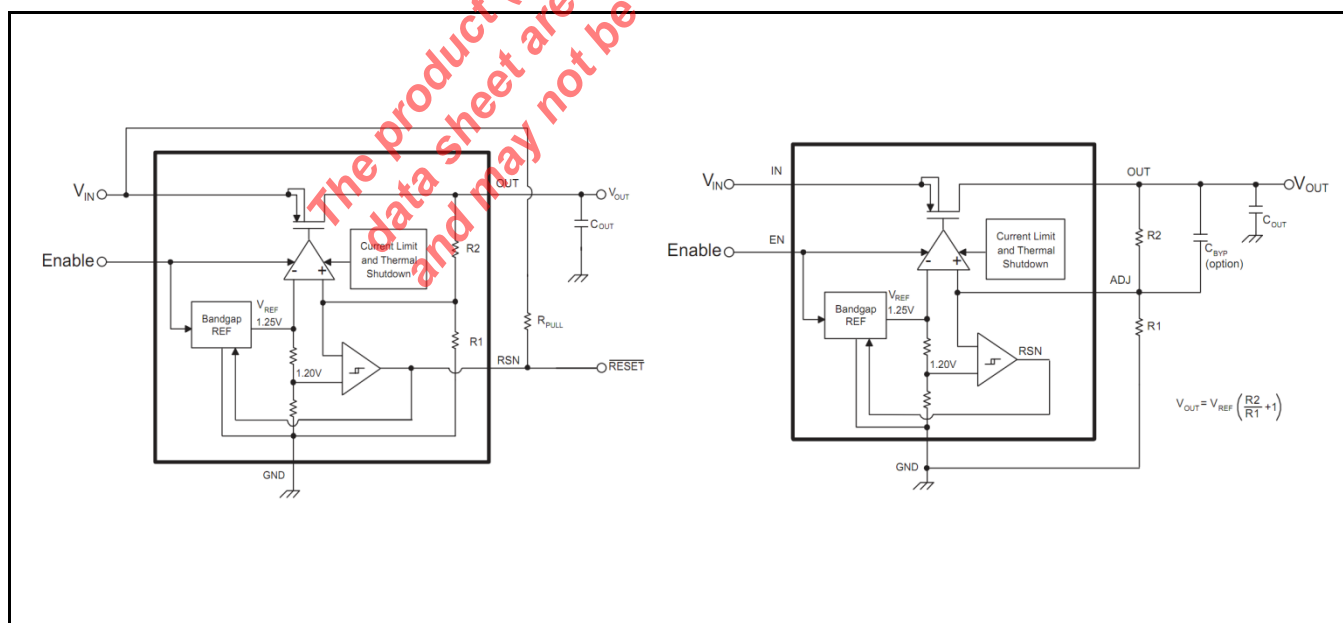 The product v
data sheet are
and may not be
VIN
Enable
OUT
VOUT
COUT
Current Limit
and Thermal
Shutdown
R2
- +
Bandgap
REF
VREF
1.25V
1.20V
R1
RPULL
RSN
RESET
GND
VIN
IN
Enable
EN
OUT
VOUT
COUT
CBYP
(option)
R2
Current Limit
and Thermal
Shutdown
- +
ADJ
Bandgap
REF
VREF
1.25V
1.20V
RSN
R1
VOUT = VREF (R2/R1 +1)
GND